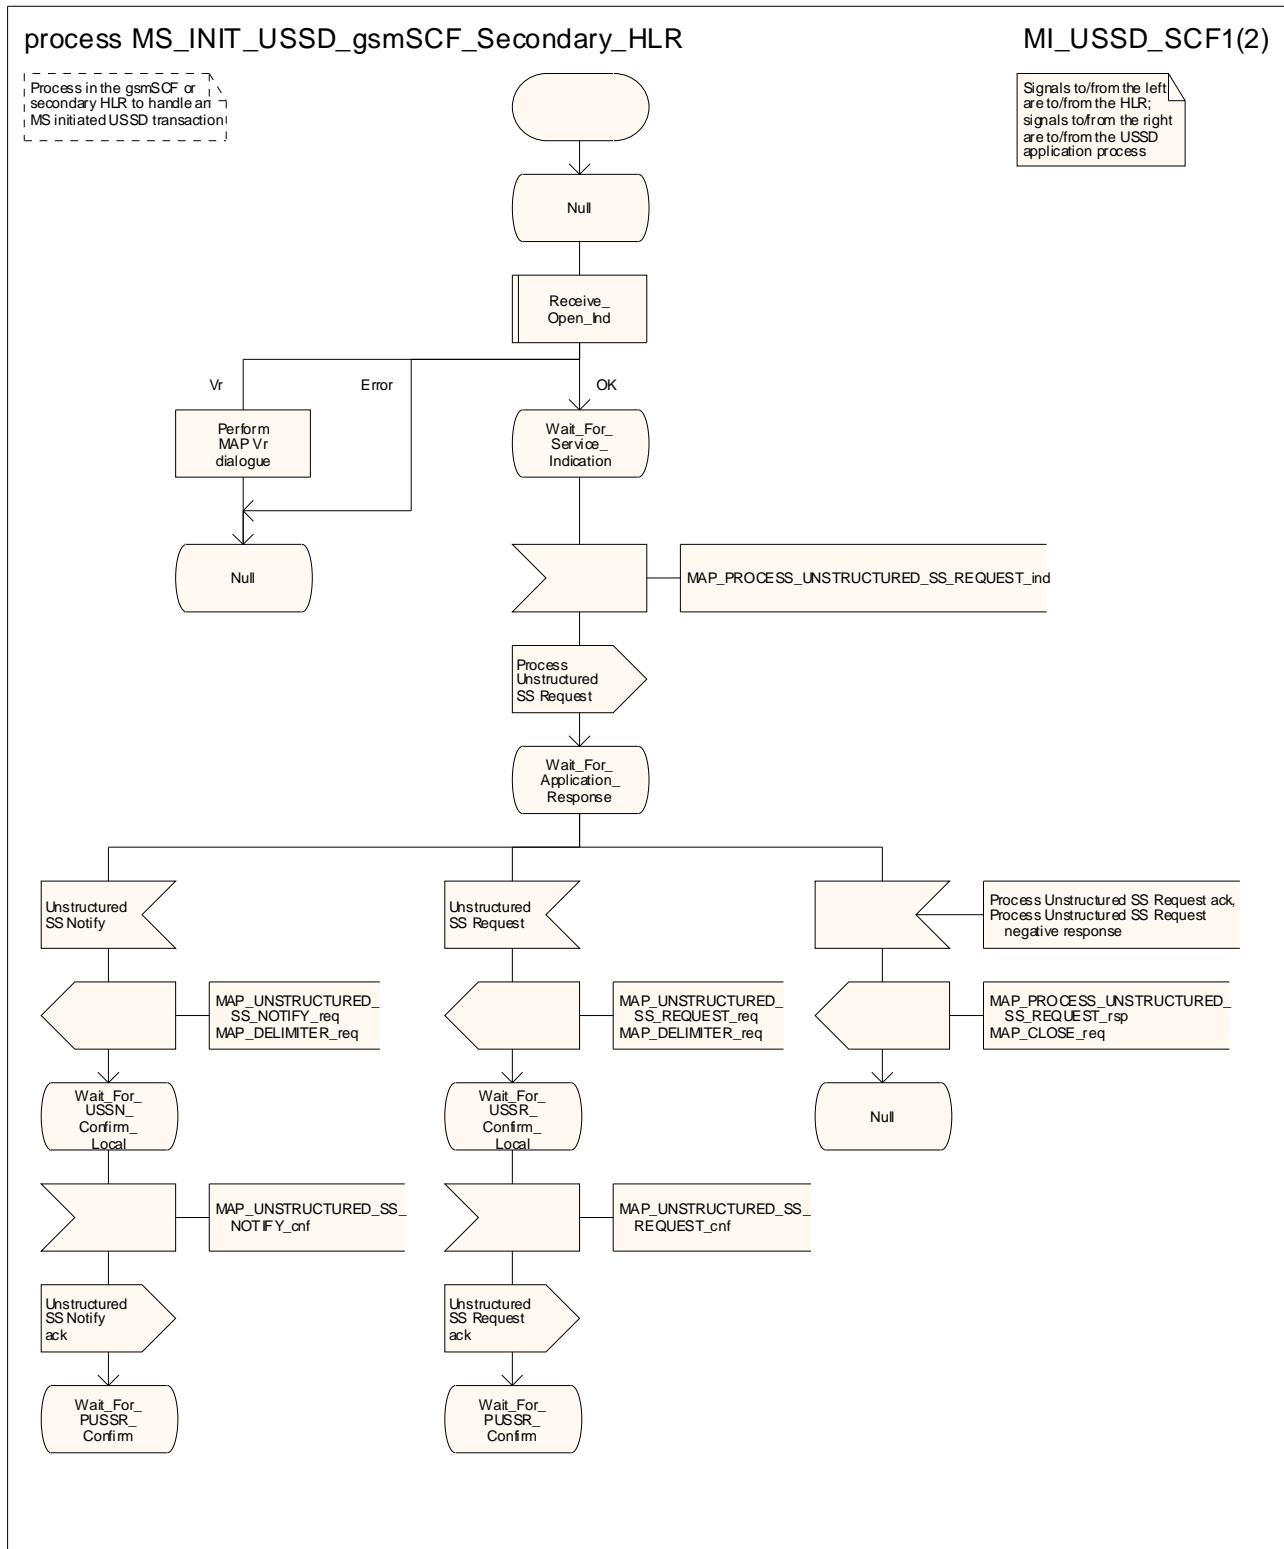 process MS_INIT_USSD_gsmSCF_Secondary_HLR
MI_USSD_SCF1(2)
Process in the gsmSCF or
secondary HLR to handle an
MS initiated USSD transaction
Signals to/from the left
are to/from the HLR;
signals to/from the right
are to/from the USSD
application process
Null
Receive_
Open_Ind
Vr
Error
OK
Perform
MAP Vr
dialogue
Wait_For_
Service_
Indication
Null
MAP_PROCESS_UNSTRUCTURED_SS_REQUEST_ind
Process
Unstructured
SS Request
Wait_For_
Application_
Response
Unstructured
SS Notify
Unstructured
SS Request
Process Unstructured SS Request ack,
Process Unstructured SS Request
negative response
MAP_UNSTRUCTURED_
SS_NOTIFY_req
MAP_DELIMITER_req
MAP_UNSTRUCTURED_
SS_REQUEST_req
MAP_DELIMITER_req
MAP_PROCESS_UNSTRUCTURED_
SS_REQUEST_rsp
MAP_CLOSE_req
Wait_For_
USSN_
Confirm_
Local
Wait_For_
USSR_
Confirm_
Local
Null
MAP_UNSTRUCTURED_SS_
NOTIFY_cnf
MAP_UNSTRUCTURED_SS_
REQUEST_cnf
Unstructured
SS Notify
ack
Unstructured
SS Request
ack
Wait_For_
PUSSR_
Confirm
Wait_For_
PUSSR_
Confirm